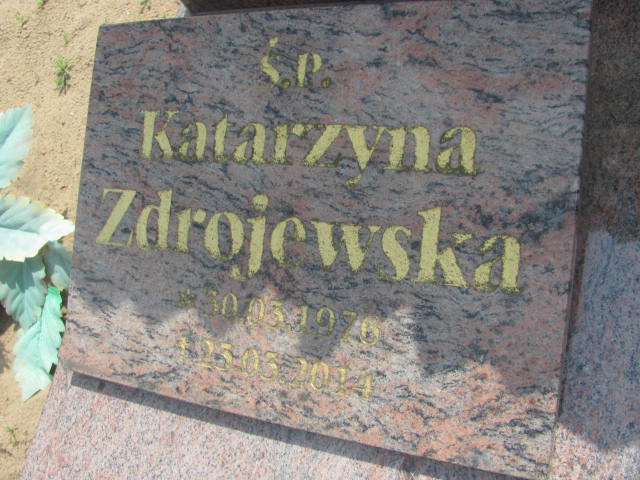 Ś.P.
Katarzyna
Zdrojewska
* 30.03.1976
† 25.03.2014